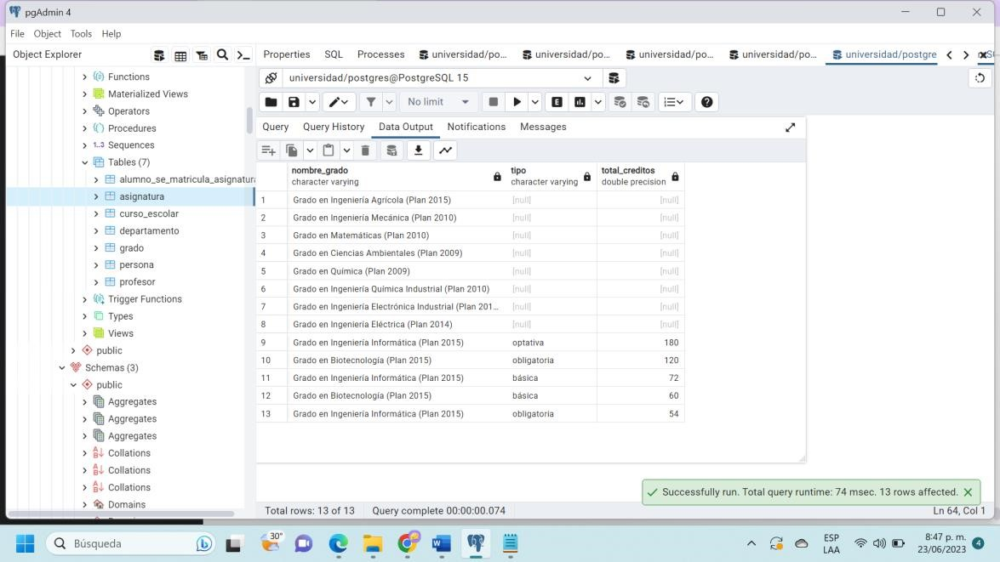 pgAdmin 4
File Object Tools Help
Object Explorer
Properties SQL Processes universidad/po... universidad/po... universidad/po... universidad/po... universidad/postgre
universidad/postgres@PostgreSQL 15
No limit
Query Query History Data Output Notifications Messages
Functions
Materialized Views
Operators
Procedures
1..3 Sequences
Tables (7)
alumno_se_matricula_asignatura
asignatura
curso_escolar
departamento
grado
persona
profesor
Trigger Functions
Types
Views
public
Schemas (3)
public
Aggregates
Aggregates
Aggregates
Collations
Collations
Collations
Domains
nombre_grado tipo total_creditos
character varying character varying double precision
1 Grado en Ingeniería Agrícola (Plan 2015) [null] [null]
2 Grado en Ingeniería Mecánica (Plan 2010) [null] [null]
3 Grado en Matemáticas (Plan 2010) [null] [null]
4 Grado en Ciencias Ambientales (Plan 2009) [null] [null]
5 Grado en Química (Plan 2009) [null] [null]
6 Grado en Ingeniería Química Industrial (Plan 2010) [null] [null]
7 Grado en Ingeniería Electrónica Industrial (Plan 201... [null] [null]
8 Grado en Ingeniería Eléctrica (Plan 2014) [null] [null]
9 Grado en Ingeniería Informática (Plan 2015) optativa 180
10 Grado en Biotecnología (Plan 2015) obligatoria 120
11 Grado en Ingeniería Informática (Plan 2015) básica 72
12 Grado en Biotecnología (Plan 2015) básica 60
13 Grado en Ingeniería Informática (Plan 2015) obligatoria 54
Successfully run. Total query runtime: 74 msec. 13 rows affected.
Total rows: 13 of 13 Query complete 00:00:00.074 Ln 64, Col 1
Búsqueda
30°
ESP
LAA
8:47 p. m.
23/06/2023
4